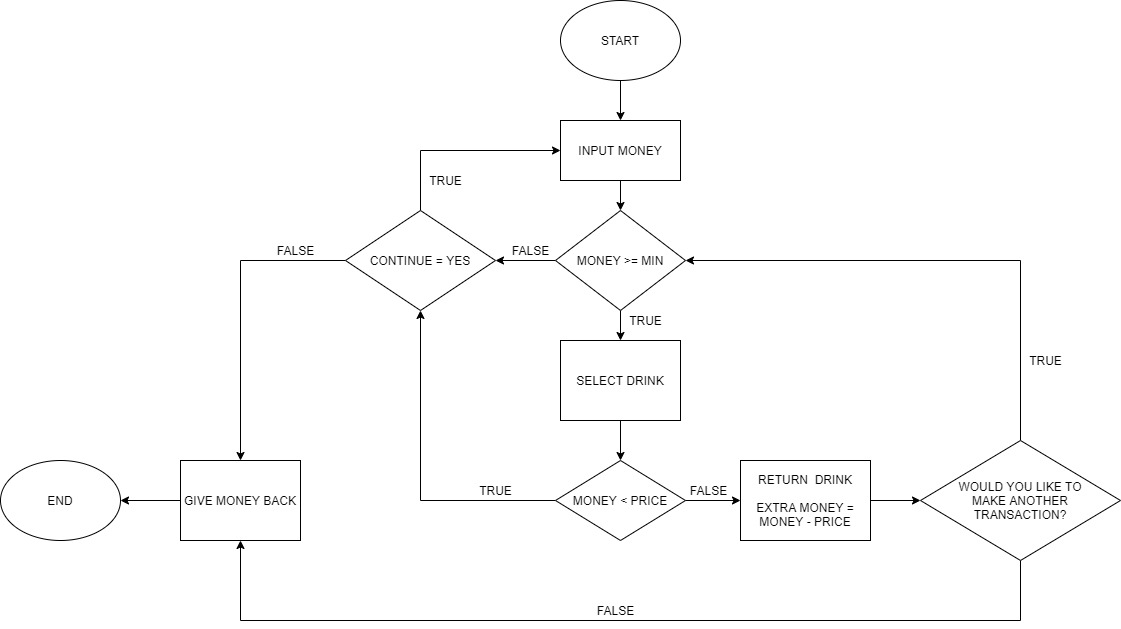 START
INPUT MONEY
TRUE
FALSE
CONTINUE = YES
FALSE
MONEY >= MIN
TRUE
SELECT DRINK
TRUE
END
GIVE MONEY BACK
TRUE
MONEY < PRICE
FALSE
RETURN  DRINK
EXTRA MONEY =
MONEY - PRICE
WOULD YOU LIKE TO
MAKE ANOTHER
TRANSACTION?
FALSE